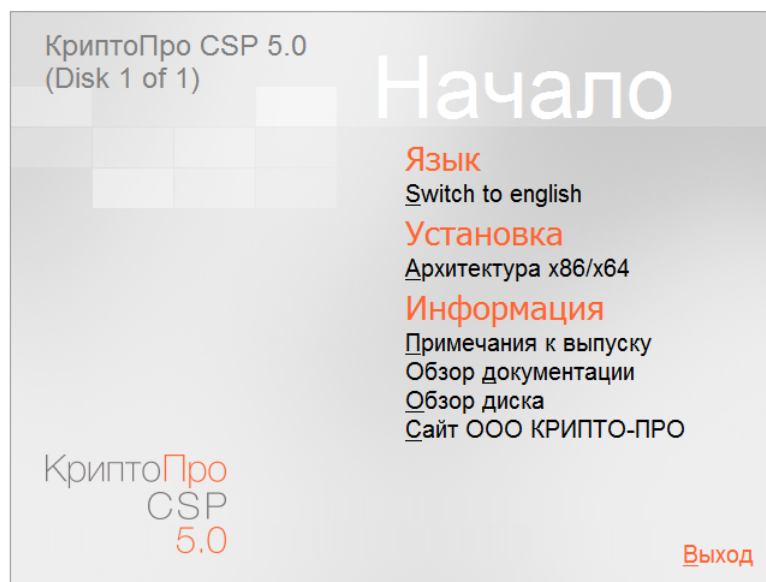 КриптоПро CSP 5.0
(Disk 1 of 1)
Начало
Язык
Switch to english
Установка
Архитектура x86/x64
Информация
Примечания к выпуску
Обзор документации
Обзор диска
Сайт ООО КРИПТО-ПРО
КриптоПро
CSP
5.0
Выход